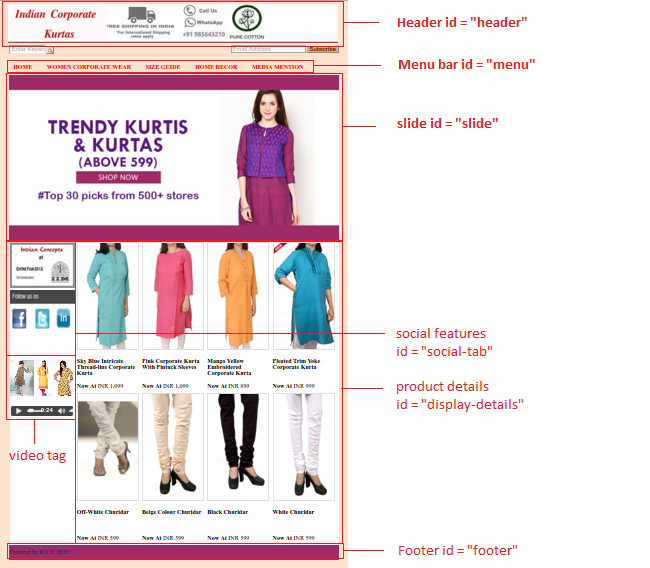 Indian Corporate
Kurtas
FREE SHIPPING IN INDIA
*For International Shipping
rates apply
Call Us
WhatsApp
+91 985643210
PURE COTTON
Header id = "header"
Enter Keywo
Email Address
Subscribe
HOME WOMEN CORPORATE WEAR SIZE GUIDE HOME DECOR MEDIA MENTION
Menu bar id = "menu"
TRENDY KURTIS
& KURTAS
(ABOVE 599)
SHOP NOW
#Top 30 picks from 500+ stores
slide id = "slide"
Indian Concepts
at
IIM
Follow us on
social features
id = "social-tab"
Sky Blue Intricate
Thread-line Corporate
Kurta
Now At INR 1,099
Pink Corporate Kurta
With Pintuck Sleeves
Now At INR 1,099
Mango Yellow
Embroidered
Corporate Kurta
Now At INR 899
Pleated Trim Yoke
Corporate Kurta
Now At INR 999
product details
id = "display-details"
0:24
video tag
Off-White Churidar
Now At INR 599
Beige Colour Churidar
Now At INR 599
Black Churidar
Now At INR 599
White Churidar
Now At INR 599
Footer id = "footer"